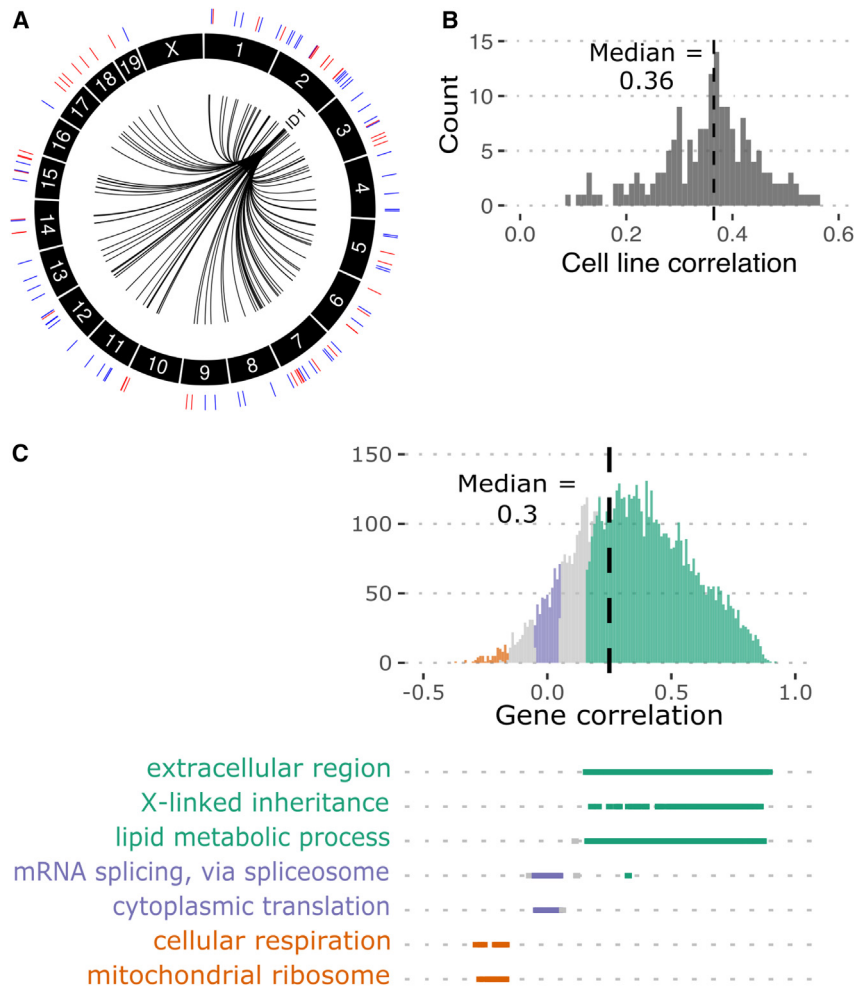 A
X
1
2
3
4
5
6
7
8
9
10
11
12
13
14
15
16
17
18
19
ID1
B
Median =
0.36
Count
15
10
5
0
0.0 0.2 0.4 0.6
Cell line correlation
C
Median =
0.3
150
100
50
0
-0.5 0.0 0.5 1.0
Gene correlation
extracellular region
X-linked inheritance
lipid metabolic process
mRNA splicing, via spliceosome
cytoplasmic translation
cellular respiration
mitochondrial ribosome